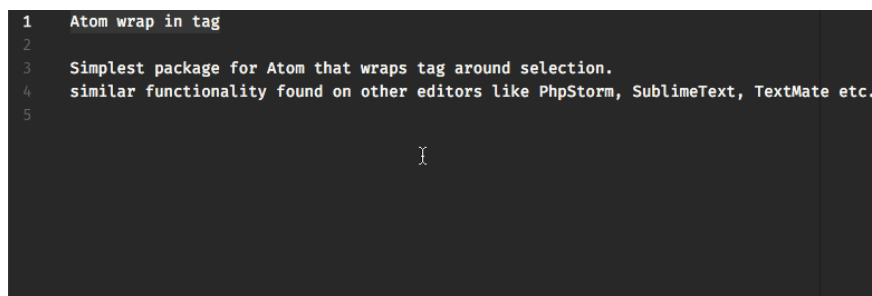 1 Atom wrap in tag
2
3 Simplest package for Atom that wraps tag around selection.
4 similar functionality found on other editors like PhpStorm, SublimeText, TextMate etc.
5